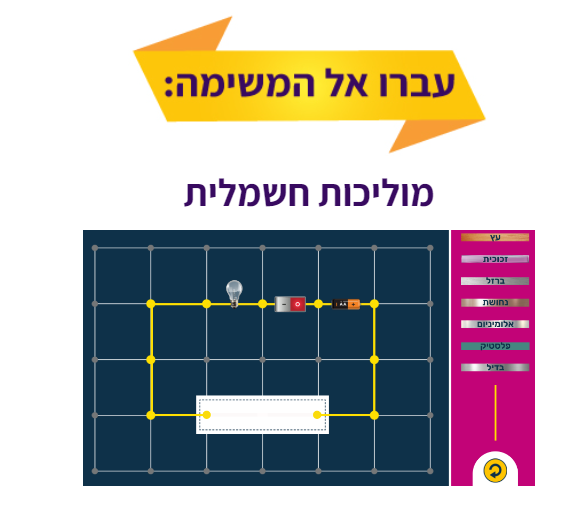 עברו אל המשימה:
מוליכות חשמלית
עץ
זכוכית
ברזל
נחושת
אלומיניום
פלסטיק
בדיל